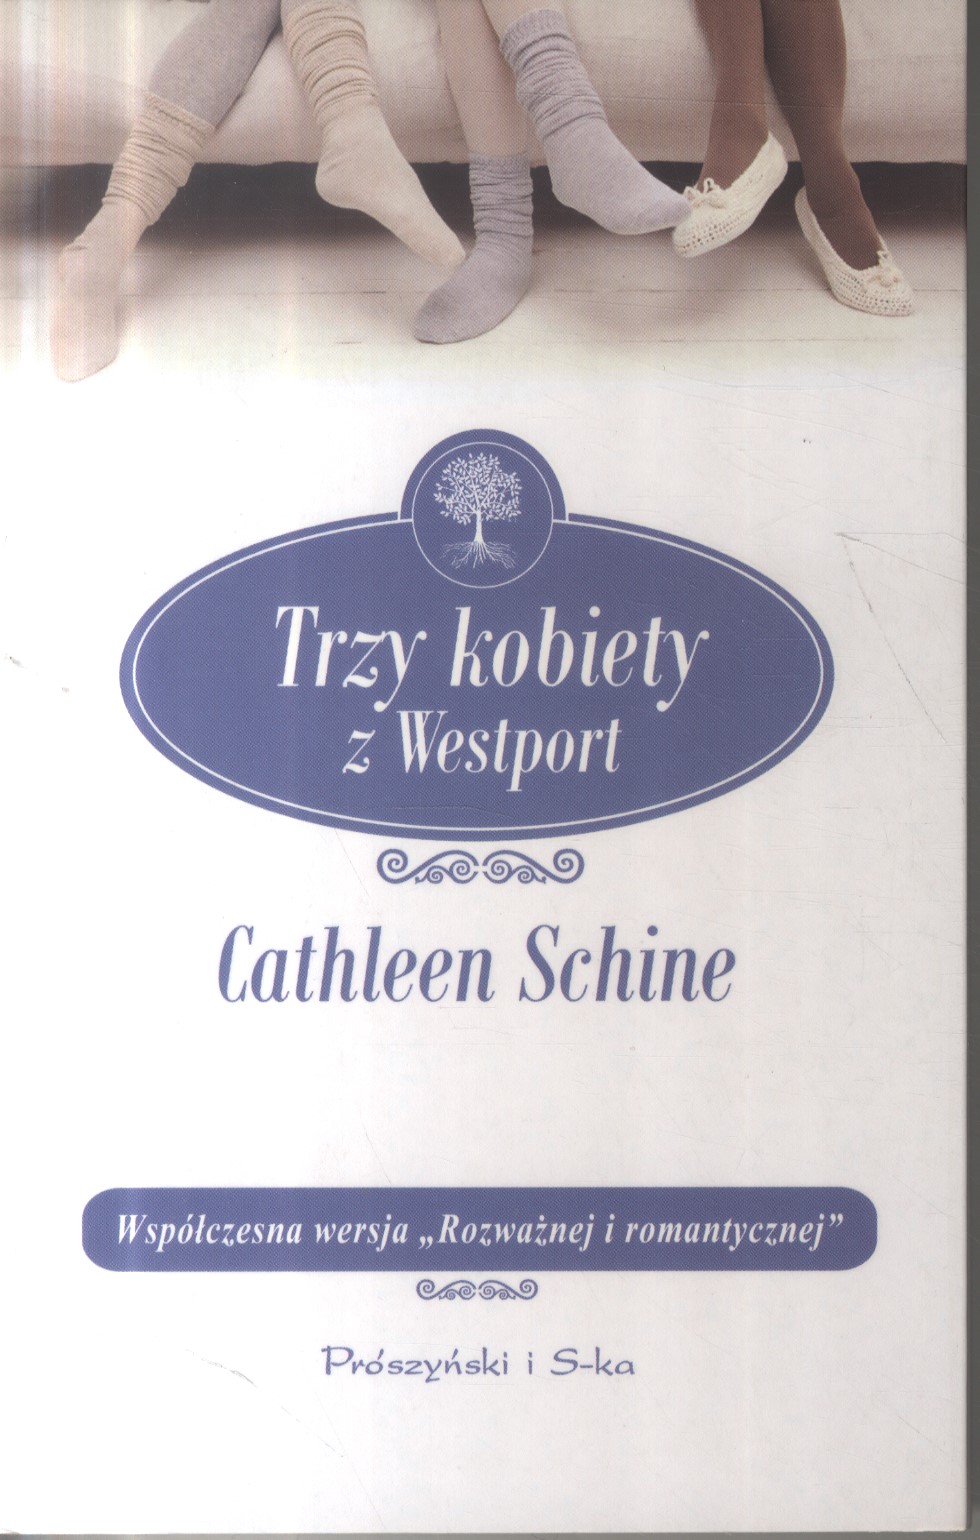 Trzy kobiety
z Westport
Cathleen Schine
Współczesna wersja „Rozważnej i romantycznej”
Prószyński i S-ka